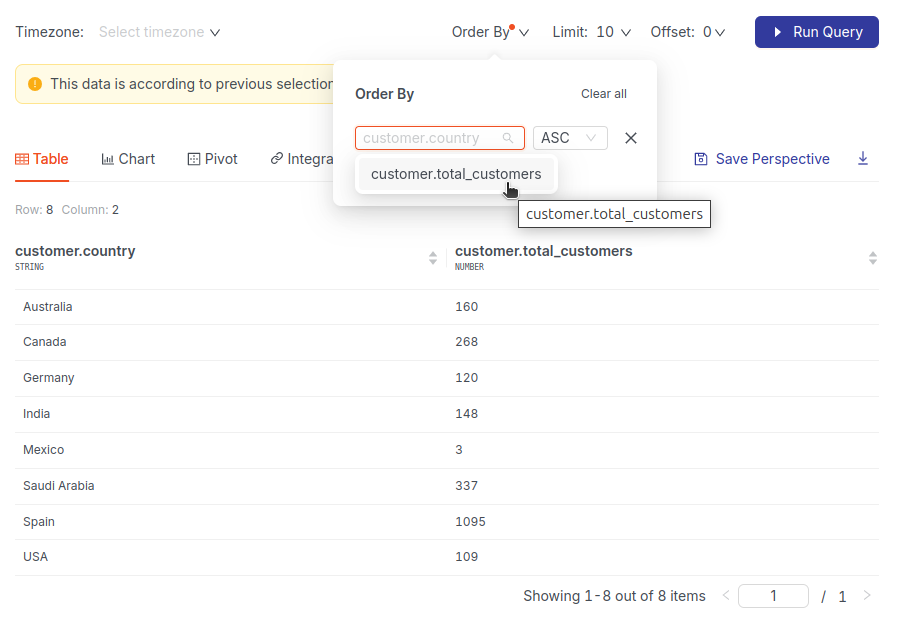 Timezone: Select timezone Order By Limit: 10 Offset: 0 Run Query
This data is according to previous selection
Order By Clear all
customer.country ASC
customer.total_customers
customer.total_customers
Table Chart Pivot Integra Save Perspective
Row: 8 Column: 2
customer.country customer.total_customers
STRING NUMBER
Australia 160
Canada 268
Germany 120
India 148
Mexico 3
Saudi Arabia 337
Spain 1095
USA 109
Showing 1-8 out of 8 items 1 / 1